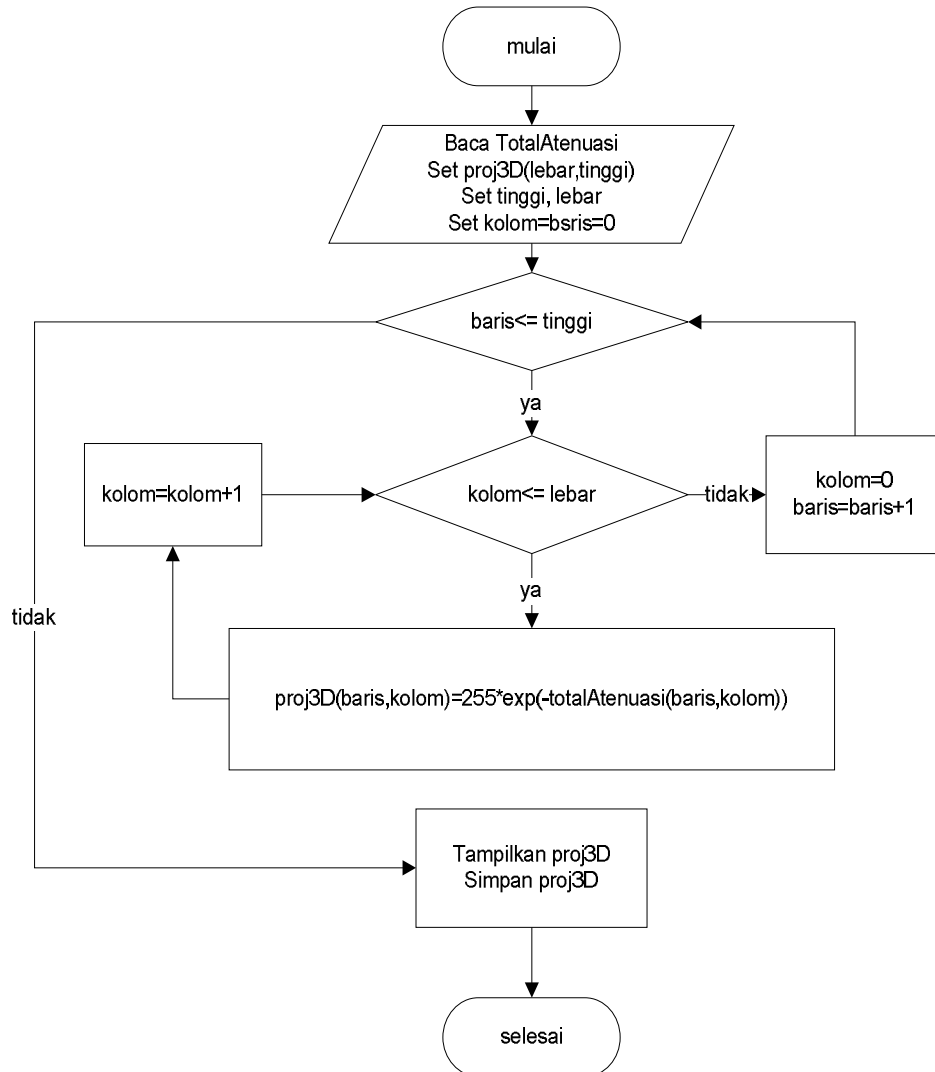 mulai
Baca TotalAtenuasi
Set proj3D(lebar,tinggi)
Set tinggi, lebar
Set kolom=bsris=0
baris<= tinggi
ya
kolom=kolom+1
kolom<= lebar
tidak
kolom=0
baris=baris+1
ya
tidak
proj3D(baris,kolom)=255*exp(-totalAtenuasi(baris,kolom))
Tampilkan proj3D
Simpan proj3D
selesai